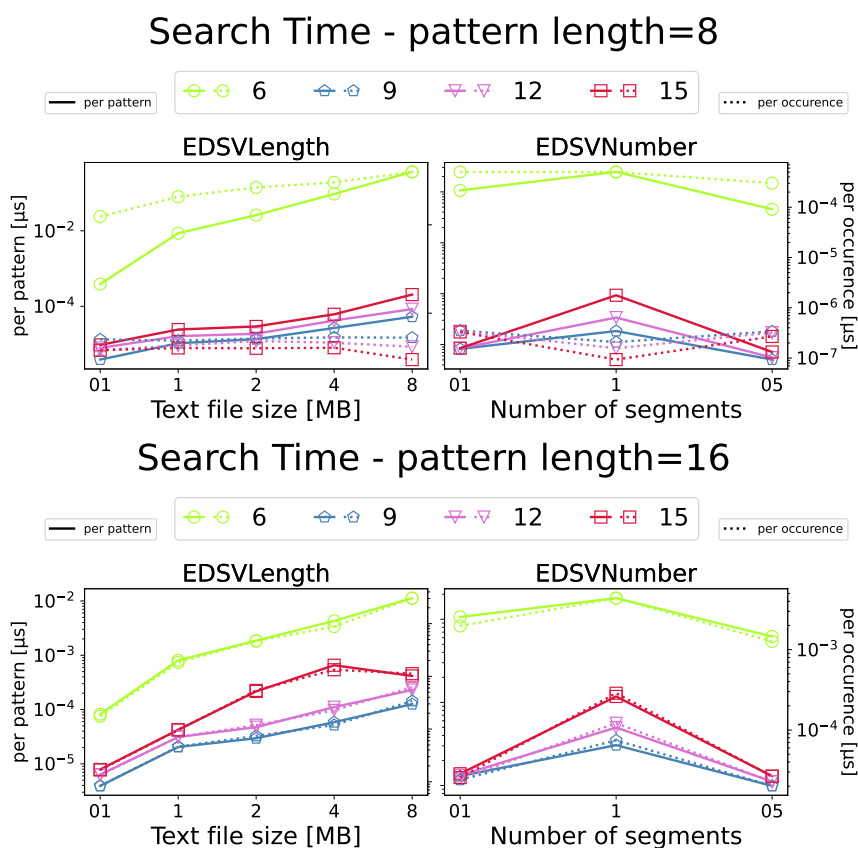 Search Time - pattern length=8
per pattern 6 9 12 15 per occurence
EDSVLength EDSVNumber
per pattern [µs]
10⁻²
10⁻⁴
01 1 2 4 8
Text file size [MB]
01 1 05
Number of segments
10⁻⁴
10⁻⁵
10⁻⁶
10⁻⁷
per occurence [µs]
Search Time - pattern length=16
per pattern 6 9 12 15 per occurence
EDSVLength EDSVNumber
per pattern [µs]
10⁻²
10⁻³
10⁻⁴
10⁻⁵
01 1 2 4 8
Text file size [MB]
01 1 05
Number of segments
10⁻³
10⁻⁴
per occurence [µs]